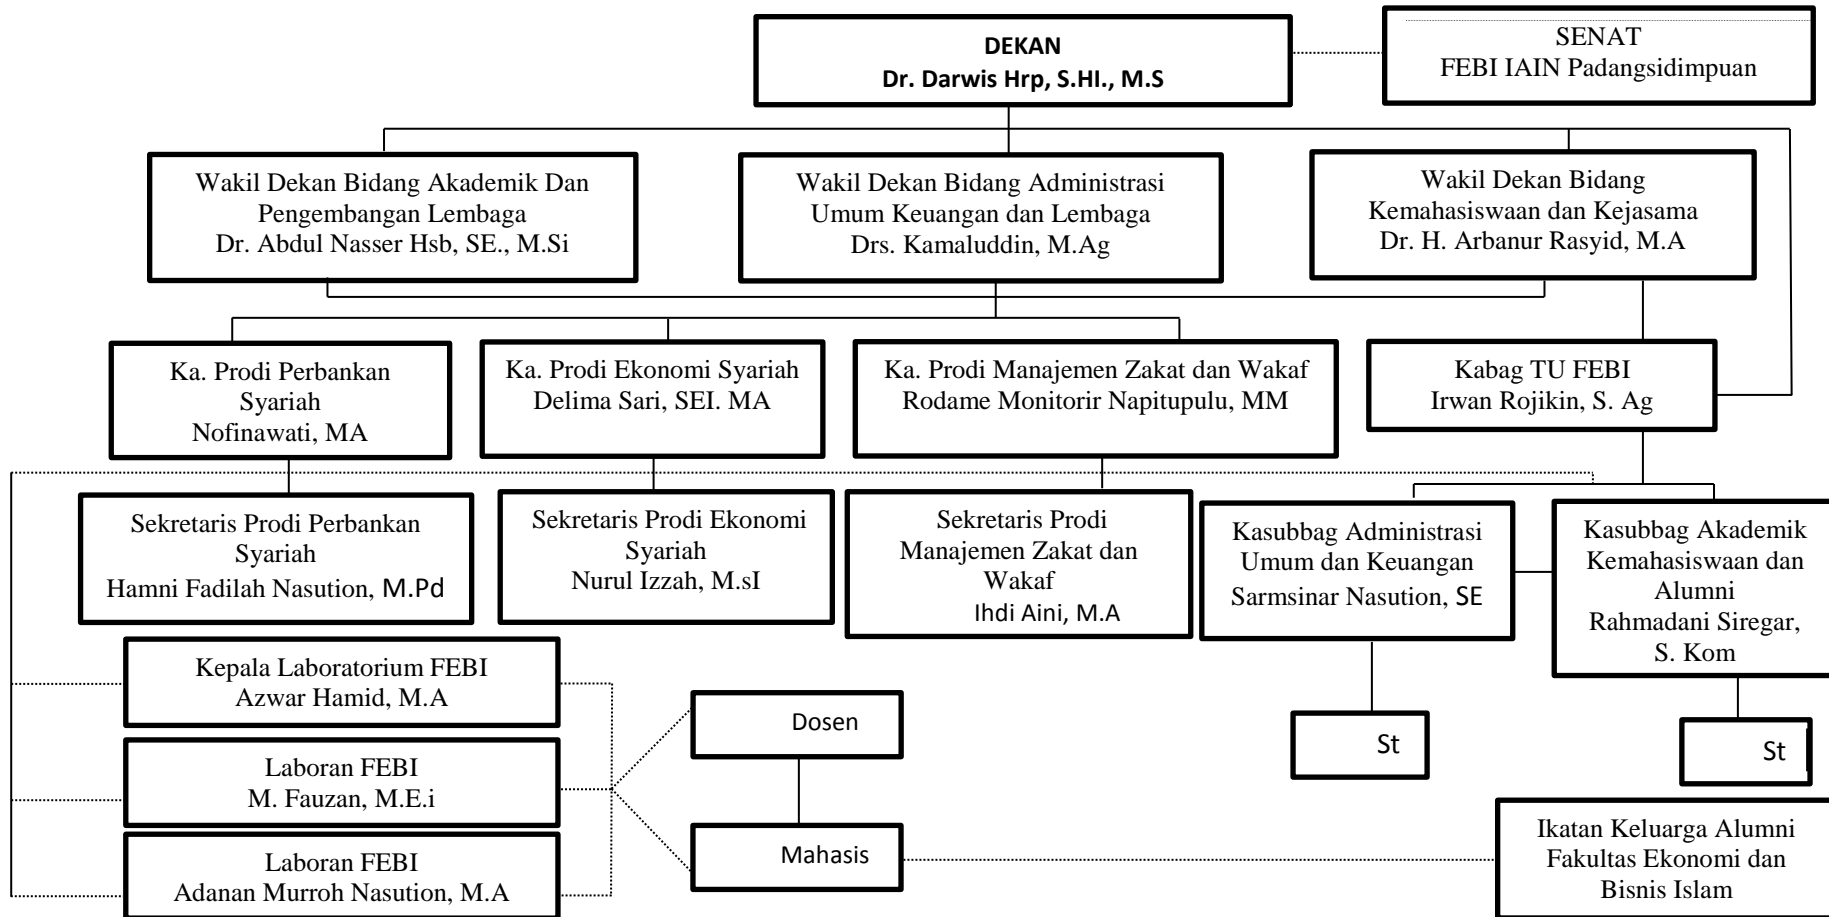 DEKAN
Dr. Darwis Hrp, S.HI., M.S
SENAT
FEBI IAIN Padangsidimpuan
Wakil Dekan Bidang Akademik Dan
Pengembangan Lembaga
Dr. Abdul Nasser Hsb, SE., M.Si
Wakil Dekan Bidang Administrasi
Umum Keuangan dan Lembaga
Drs. Kamaluddin, M.Ag
Wakil Dekan Bidang
Kemahasiswaan dan Kejasama
Dr. H. Arbanur Rasyid, M.A
Ka. Prodi Perbankan
Syariah
Nofinawati, MA
Ka. Prodi Ekonomi Syariah
Delima Sari, SEI. MA
Ka. Prodi Manajemen Zakat dan Wakaf
Rodame Monitorir Napitupulu, MM
Kabag TU FEBI
Irwan Rojikin, S. Ag
Sekretaris Prodi Perbankan
Syariah
Hamni Fadilah Nasution, M.Pd
Sekretaris Prodi Ekonomi
Syariah
Nurul Izzah, M.sI
Sekretaris Prodi
Manajemen Zakat dan
Wakaf
Ihdi Aini, M.A
Kasubbag Administrasi
Umum dan Keuangan
Sarmsinar Nasution, SE
Kasubbag Akademik
Kemahasiswaan dan
Alumni
Rahmadani Siregar,
S. Kom
Kepala Laboratorium FEBI
Azwar Hamid, M.A
Laboran FEBI
M. Fauzan, M.E.i
Laboran FEBI
Adanan Murroh Nasution, M.A
Dosen
Mahasis
St
St
Ikatan Keluarga Alumni
Fakultas Ekonomi dan
Bisnis Islam